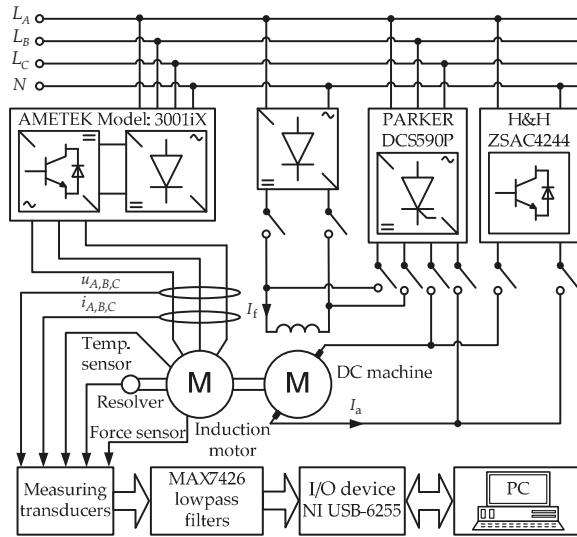 L_A
L_B
L_C
N
AMETEK Model: 3001iX
PARKER
DCS590P
H&H
ZSAC4244
u_A,B,C
i_A,B,C
I_f
Temp.
sensor
M
M
DC machine
Resolver
Induction
motor
I_a
Force sensor
Measuring
transducers
MAX7426
lowpass
filters
I/O device
NI USB-6255
PC